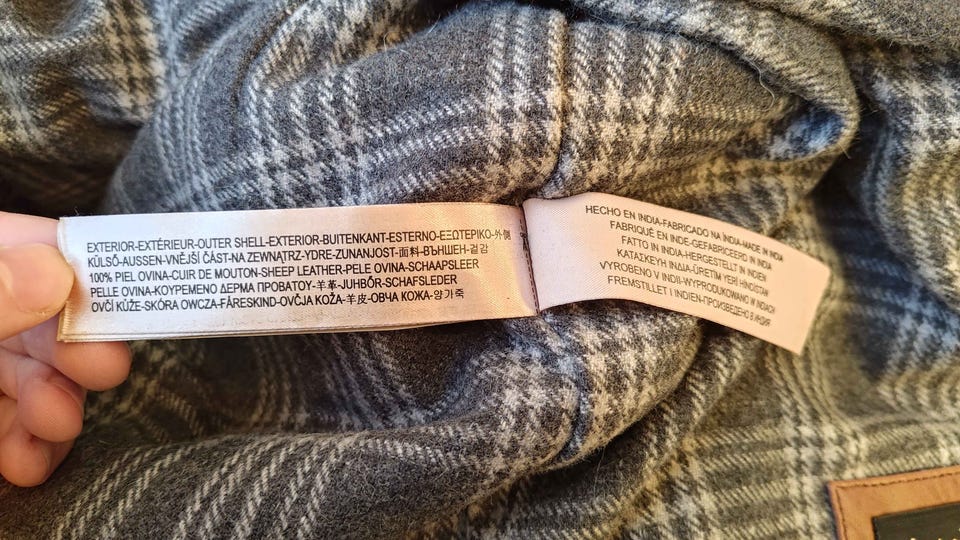 EXTERIOR-EXTÉRIEUR-OUTER SHELL-EXTERIOR-BUITENKANT-ESTERNO-ΕΞΩΤΕΡΙΚΟ-外側
KÜLSŐ-AUSSEN-VNĚJŠÍ ČÁST-NA ZEWNĄTRZ-YDRE-ZUNANJOST-面料-ВЪНШЕН-겉감
100% PIEL OVINA-CUIR DE MOUTON-SHEEP LEATHER-PELE OVINA-SCHAAPSLEER
PELLE OVINA-ΚΟΥΡΕΜΕΝΟ ΔΕΡΜΑ ΠΡΟΒΑΤΟΥ-羊革-JUHBŐR-SCHAFSLEDER
OVČÍ KŮŽE-SKÓRA OWCZA-FÅRESKIND-OVČJA KOŽA-羊皮-ОВЧА КОЖА-양가죽
HECHO EN INDIA-FABRICADO NA ÍNDIA-MADE IN INDIA
FABRIQUÉ EN INDE-GEFABRICEERD IN INDIA
FATTO IN INDIA-HERGESTELLT IN INDIEN
ΚΑΤΑΣΚΕΥΗ ΙΝΔΙΑ-ÜRETİM YERİ HİNDİSTAN
VYROBENO V INDII-WYPRODUKOWANO W INDIACH
FREMSTILLET I INDIEN-ПРОИЗВЕДЕНО В ИНДИЯ